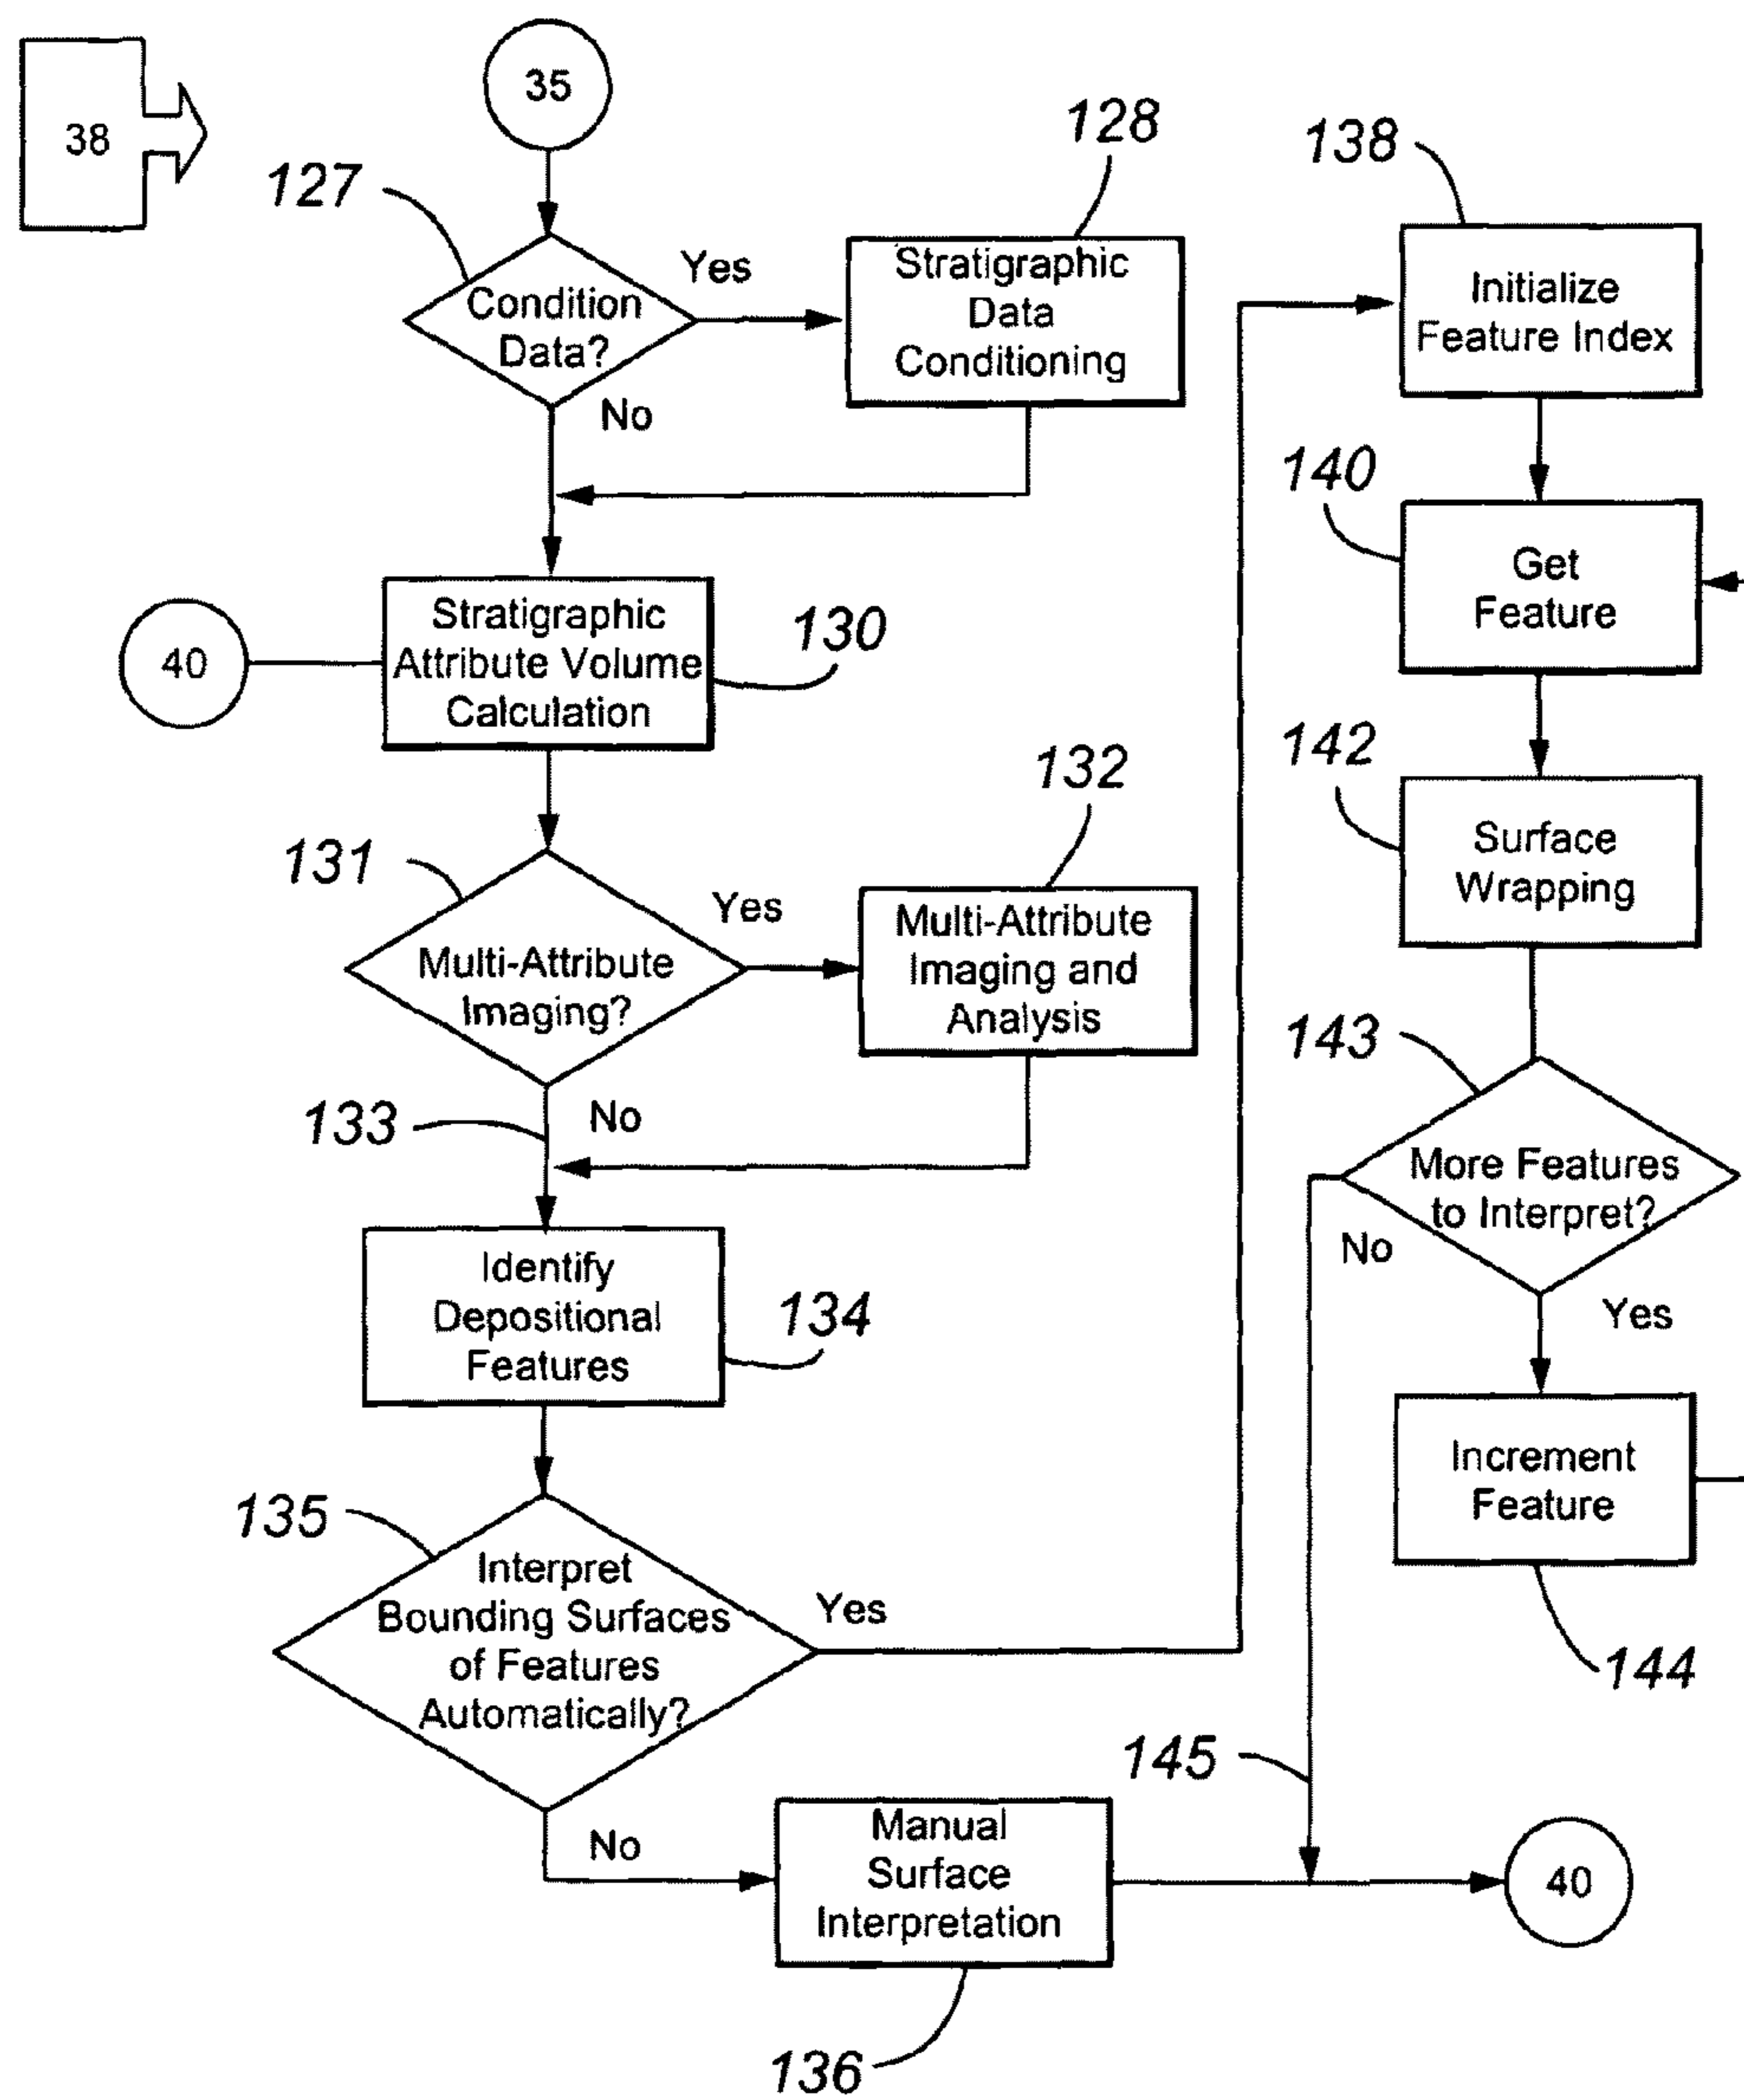 38
35
127
Condition
Data?
Yes
No
128
Stratigraphic
Data
Conditioning
40
Stratigraphic
Attribute Volume
Calculation
130
131
Multi-Attribute
Imaging?
Yes
No
132
Multi-Attribute
Imaging and
Analysis
133
Identify
Depositional
Features
134
135
Interpret
Bounding Surfaces
of Features
Automatically?
Yes
No
Manual
Surface
Interpretation
136
138
Initialize
Feature Index
140
Get
Feature
142
Surface
Wrapping
143
More Features
to Interpret?
No
Yes
Increment
Feature
144
145
40